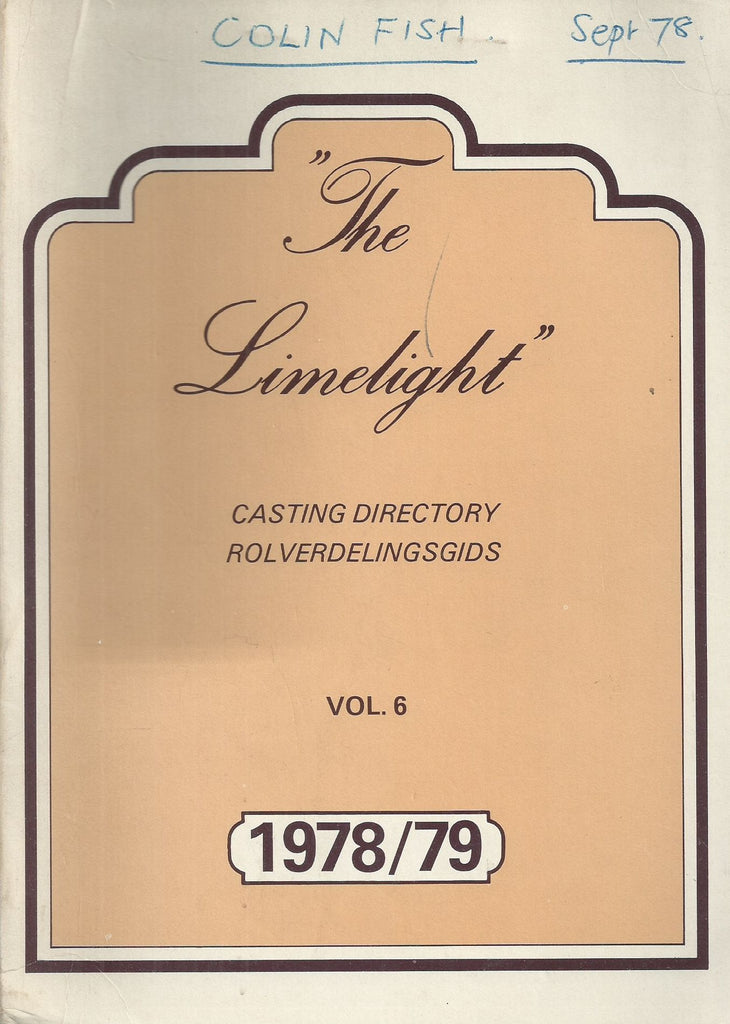 COLIN FISH. Sept 78.
"The
Limelight"
CASTING DIRECTORY
ROLVERDELINGSGIDS
VOL. 6
1978/79